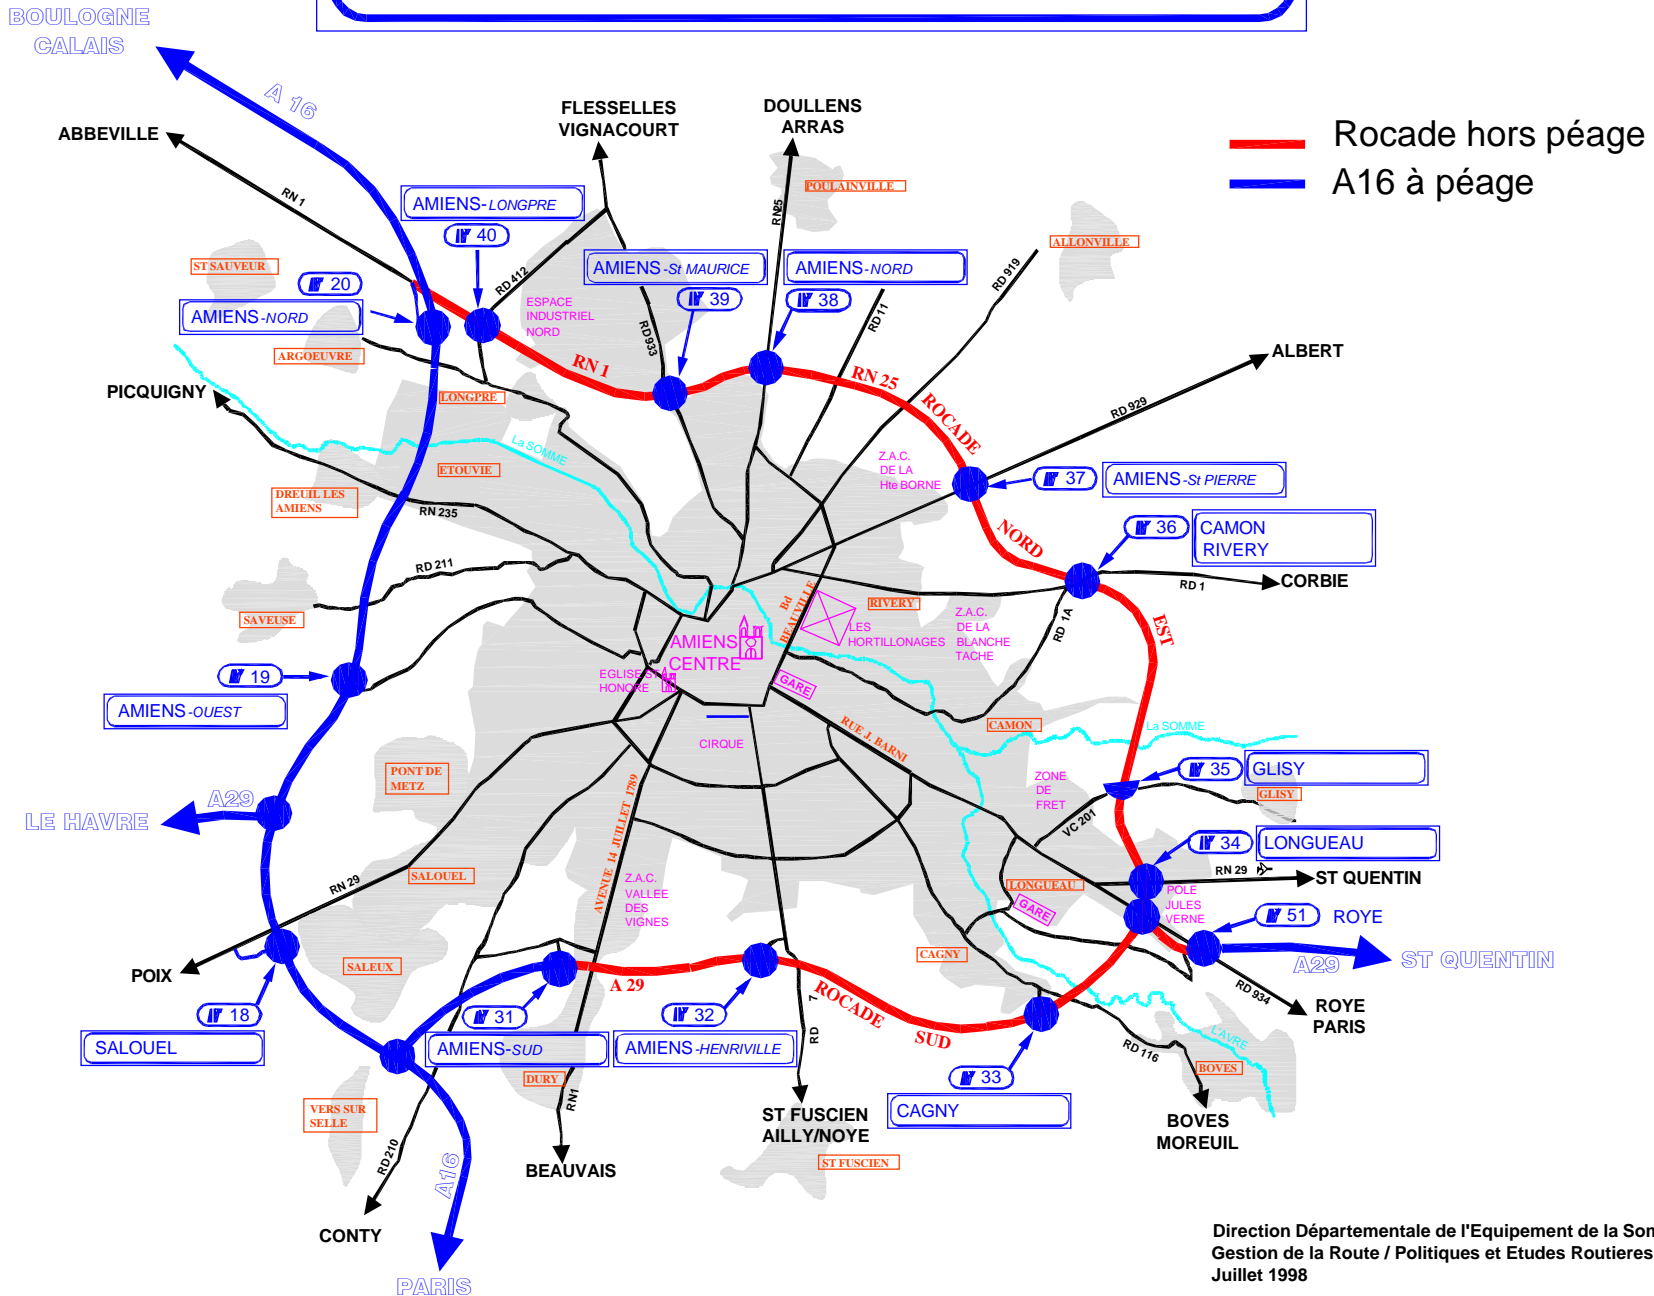 BOULOGNE
CALAIS
A 16
ABBEVILLE
FLESSELLES
VIGNACOURT
DOULLENS
ARRAS
Rocade hors péage
A16 à péage
POULAINVILLE
RN 1
AMIENS-LONGPRE
40
RN25
ALLONVILLE
ST SAUVEUR
20
AMIENS-NORD
RD 412
AMIENS-St MAURICE
39
AMIENS-NORD
38
RD 919
ESPACE
INDUSTRIEL
NORD
RD933
RD11
ARGOEUVRE
RN 1
RN 25
ROCADE
ALBERT
PICQUIGNY
LONGPRE
RD 929
La SOMME
ETOUVIE
Z.A.C.
DE LA
Hte BORNE
37
AMIENS-St PIERRE
DREUIL LES
AMIENS
RN 235
NORD
36
CAMON
RIVERY
RD 211
RD 1
CORBIE
SAVEUSE
Bd
BEAUVILLE
RIVERY
LES
HORTILLONAGES
Z.A.C.
DE LA
BLANCHE
TACHE
RD 1A
EST
AMIENS
CENTRE
EGLISE ST
HONORE
GARE
19
AMIENS-OUEST
CAMON
La SOMME
CIRQUE
RUE J. BARNI
PONT DE
METZ
ZONE
DE
FRET
35
GLISY
GLISY
A29
LE HAVRE
AVENUE 14 JUILLET 1789
VC 201
34
LONGUEAU
RN 29
SALOUEL
Z.A.C.
VALLEE
DES
VIGNES
LONGUEAU
GARE
RN 29
ST QUENTIN
POLE
JULES
VERNE
51
ROYE
SALEUX
CAGNY
A29
ST QUENTIN
POIX
A 29
ROCADE
SUD
RD 934
ROYE
PARIS
18
SALOUEL
31
AMIENS-SUD
32
AMIENS-HENRIVILLE
RD 1
L'AVRE
RD 116
33
CAGNY
BOVES
DURY
RN1
VERS SUR
SELLE
ST FUSCIEN
AILLY/NOYE
BOVES
MOREUIL
RD210
A16
BEAUVAIS
ST FUSCIEN
CONTY
PARIS
Direction Départementale de l'Equipement de la Som
Gestion de la Route / Politiques et Etudes Routieres
Juillet 1998